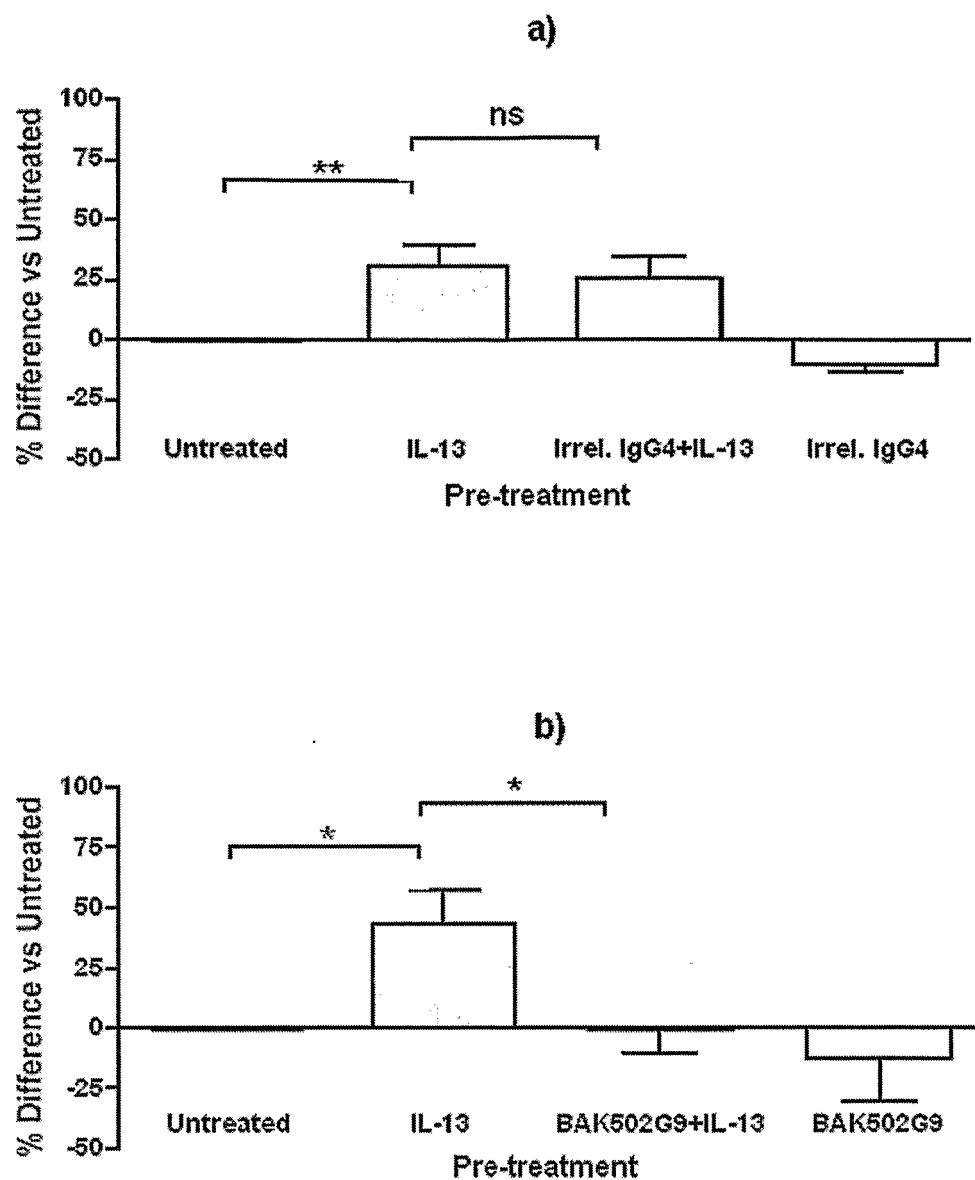 a)
% Difference vs Untreated
100
75
50
25
0
-25
-50
ns
**
Untreated IL-13 Irrel. IgG4+IL-13 Irrel. IgG4
Pre-treatment
b)
% Difference vs Untreated
100
75
50
25
0
-25
-50
*
*
Untreated IL-13 BAK502G9+IL-13 BAK502G9
Pre-treatment